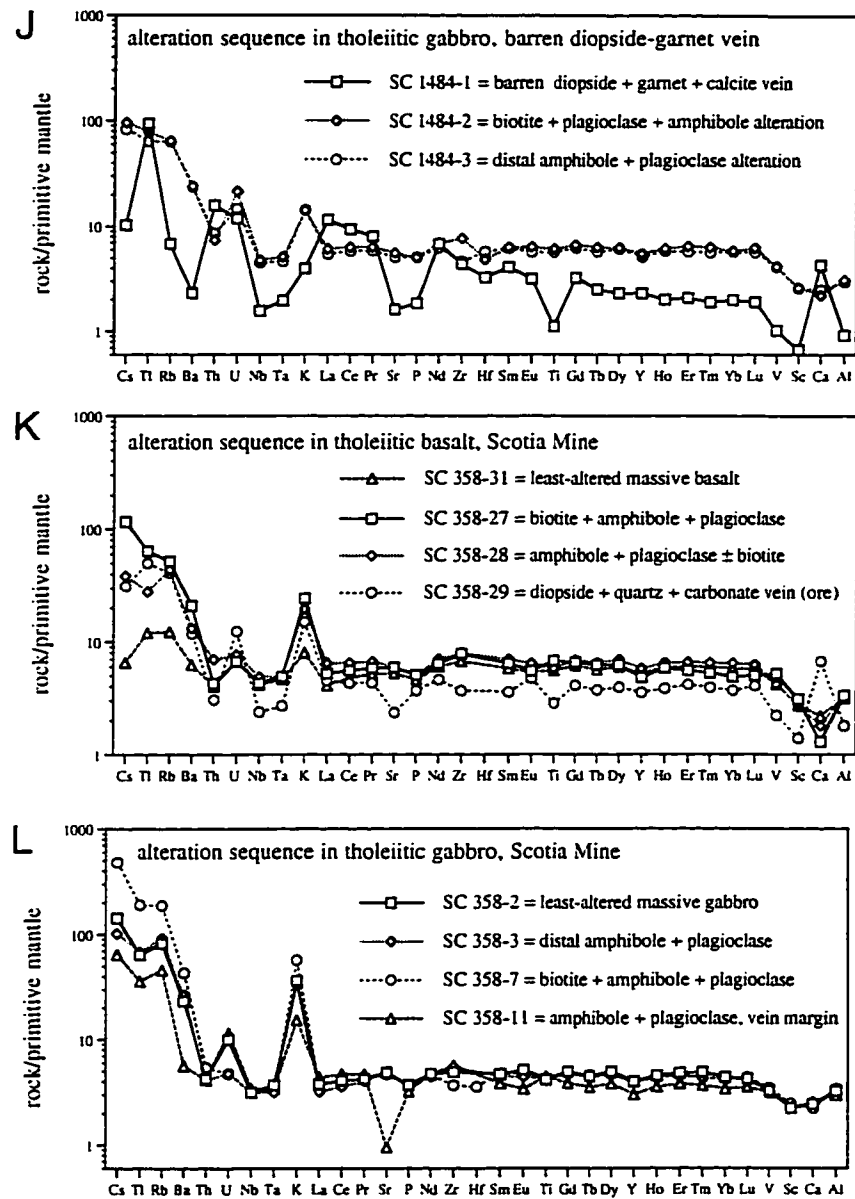 J
1000
alteration sequence in tholeiitic gabbro, barren diopside-garnet vein
SC 1484-1 = barren diopside + garnet + calcite vein
100
SC 1484-2 = biotite + plagioclase + amphibole alteration
SC 1484-3 = distal amphibole + plagioclase alteration
rock/primitive mantle
10
1
Cs Tl Rb Ba Th U Nb Ta K La Ce Pr Sr P Nd Zr Hf Sm Eu Ti Gd Tb Dy Y Ho Er Tm Yb Lu V Sc Ca Al
K
1000
alteration sequence in tholeiitic basalt, Scotia Mine
SC 358-31 = least-altered massive basalt
SC 358-27 = biotite + amphibole + plagioclase
100
SC 358-28 = amphibole + plagioclase ± biotite
SC 358-29 = diopside + quartz + carbonate vein (ore)
rock/primitive mantle
10
1
Cs Tl Rb Ba Th U Nb Ta K La Ce Pr Sr P Nd Zr Hf Sm Eu Ti Gd Tb Dy Y Ho Er Tm Yb Lu V Sc Ca Al
L
1000
alteration sequence in tholeiitic gabbro, Scotia Mine
SC 358-2 = least-altered massive gabbro
100
SC 358-3 = distal amphibole + plagioclase
SC 358-7 = biotite + amphibole + plagioclase
SC 358-11 = amphibole + plagioclase, vein margin
rock/primitive mantle
10
1
Cs Tl Rb Ba Th U Nb Ta K La Ce Pr Sr P Nd Zr Hf Sm Eu Ti Gd Tb Dy Y Ho Er Tm Yb Lu V Sc Ca Al